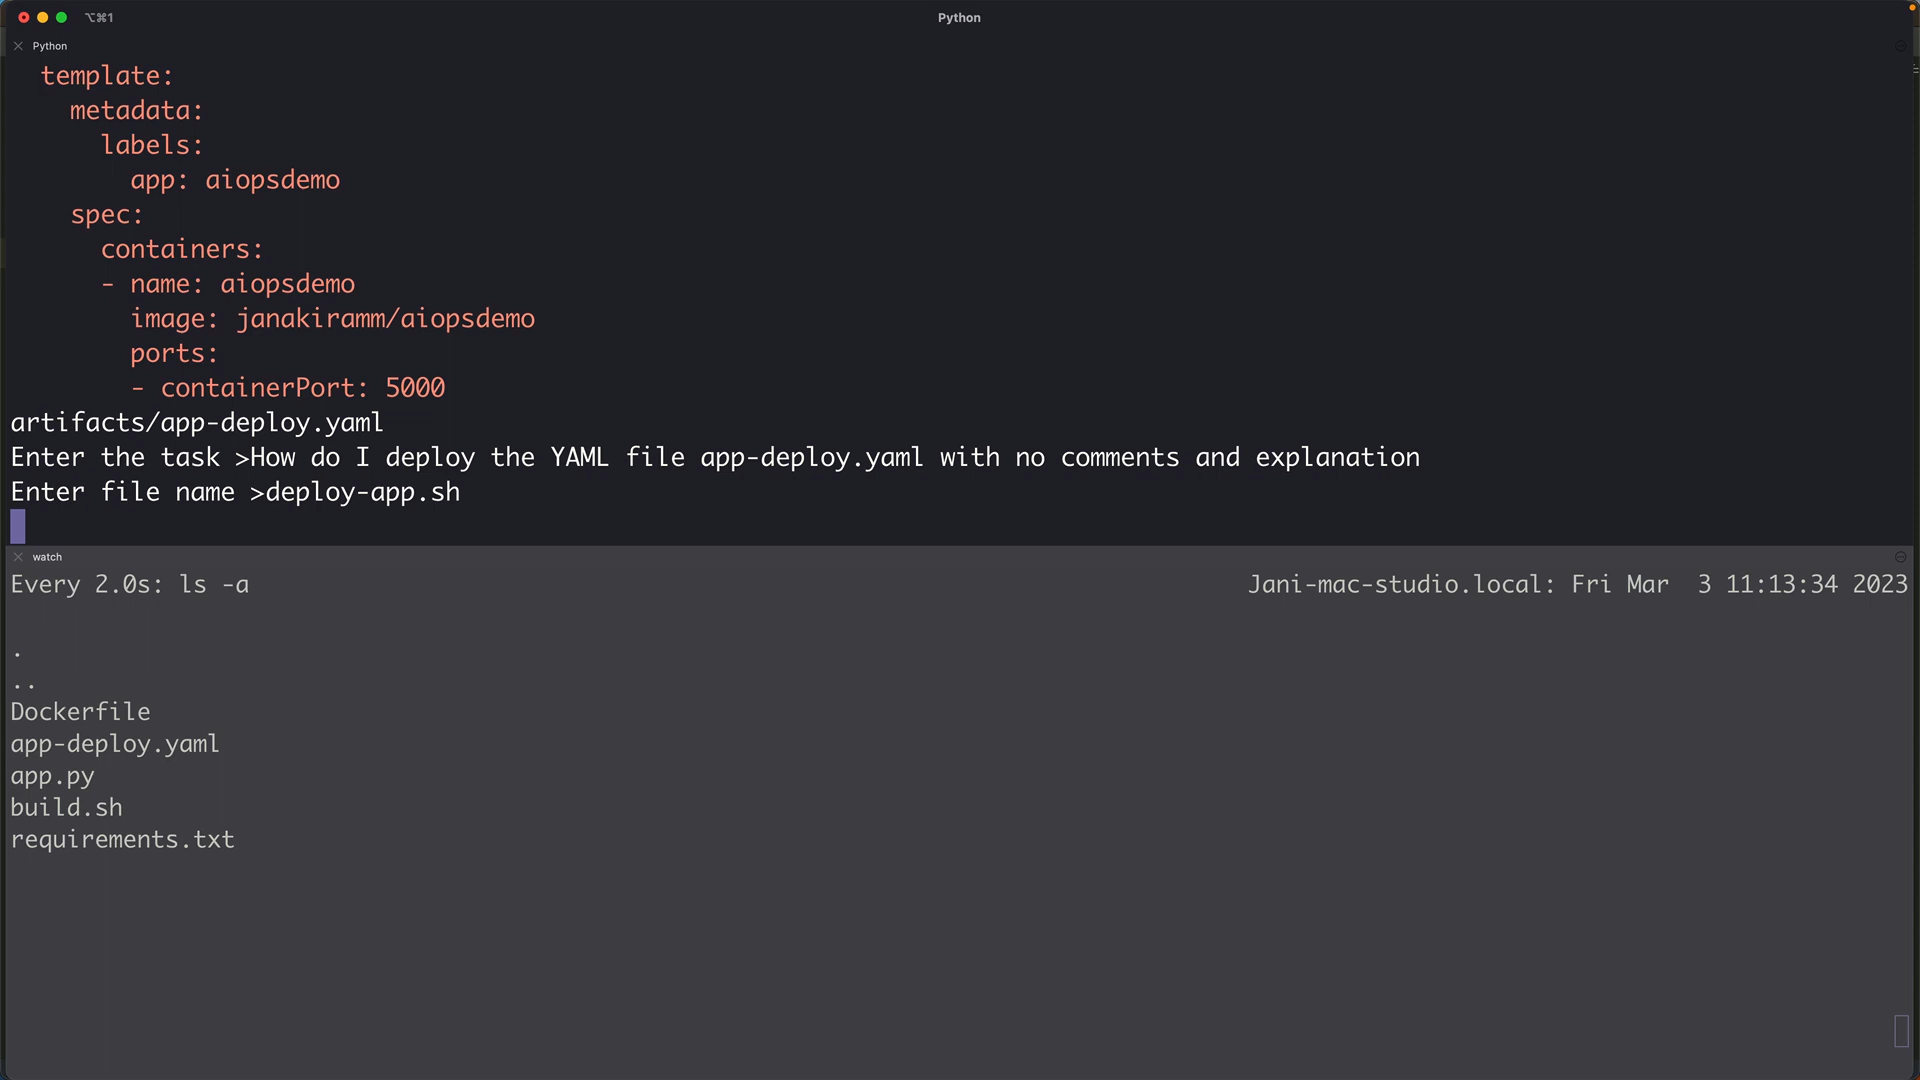 ⌥⌘1
Python
Python
template:
metadata:
labels:
app: aiopsdemo
spec:
containers:
- name: aiopsdemo
image: janakiramm/aiopsdemo
ports:
- containerPort: 5000
artifacts/app-deploy.yaml
Enter the task >How do I deploy the YAML file app-deploy.yaml with no comments and explanation
Enter file name >deploy-app.sh
watch
Every 2.0s: ls -a
Jani-mac-studio.local: Fri Mar  3 11:13:34 2023
.
..
Dockerfile
app-deploy.yaml
app.py
build.sh
requirements.txt